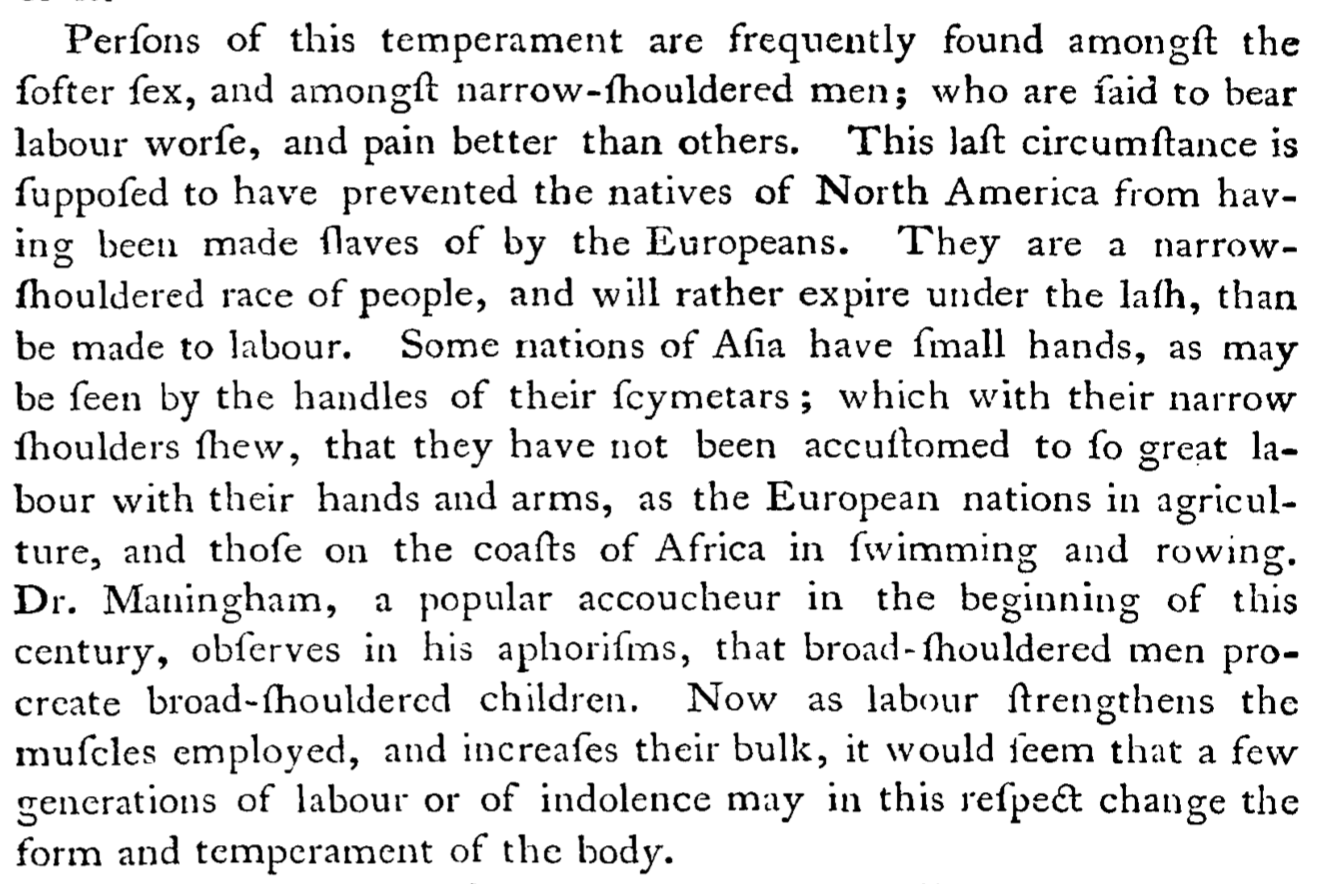 Perſons of this temperament are frequently found amongſt the
ſofter ſex, and amongſt narrow-ſhouldered men; who are ſaid to bear
labour worſe, and pain better than others. This laſt circumſtance is
ſuppoſed to have prevented the natives of North America from hav-
ing been made ſlaves of by the Europeans. They are a narrow-
ſhouldered race of people, and will rather expire under the laſh, than
be made to labour. Some nations of Aſia have ſmall hands, as may
be ſeen by the handles of their ſcymetars; which with their narrow
ſhoulders ſhew, that they have not been accuſtomed to ſo great la-
bour with their hands and arms, as the European nations in agricul-
ture, and thoſe on the coaſts of Africa in ſwimming and rowing.
Dr. Maningham, a popular accoucheur in the beginning of this
century, obſerves in his aphoriſms, that broad-ſhouldered men pro-
create broad-ſhouldered children. Now as labour ſtrengthens the
muſcles employed, and increaſes their bulk, it would ſeem that a few
generations of labour or of indolence may in this reſpect change the
form and temperament of the body.